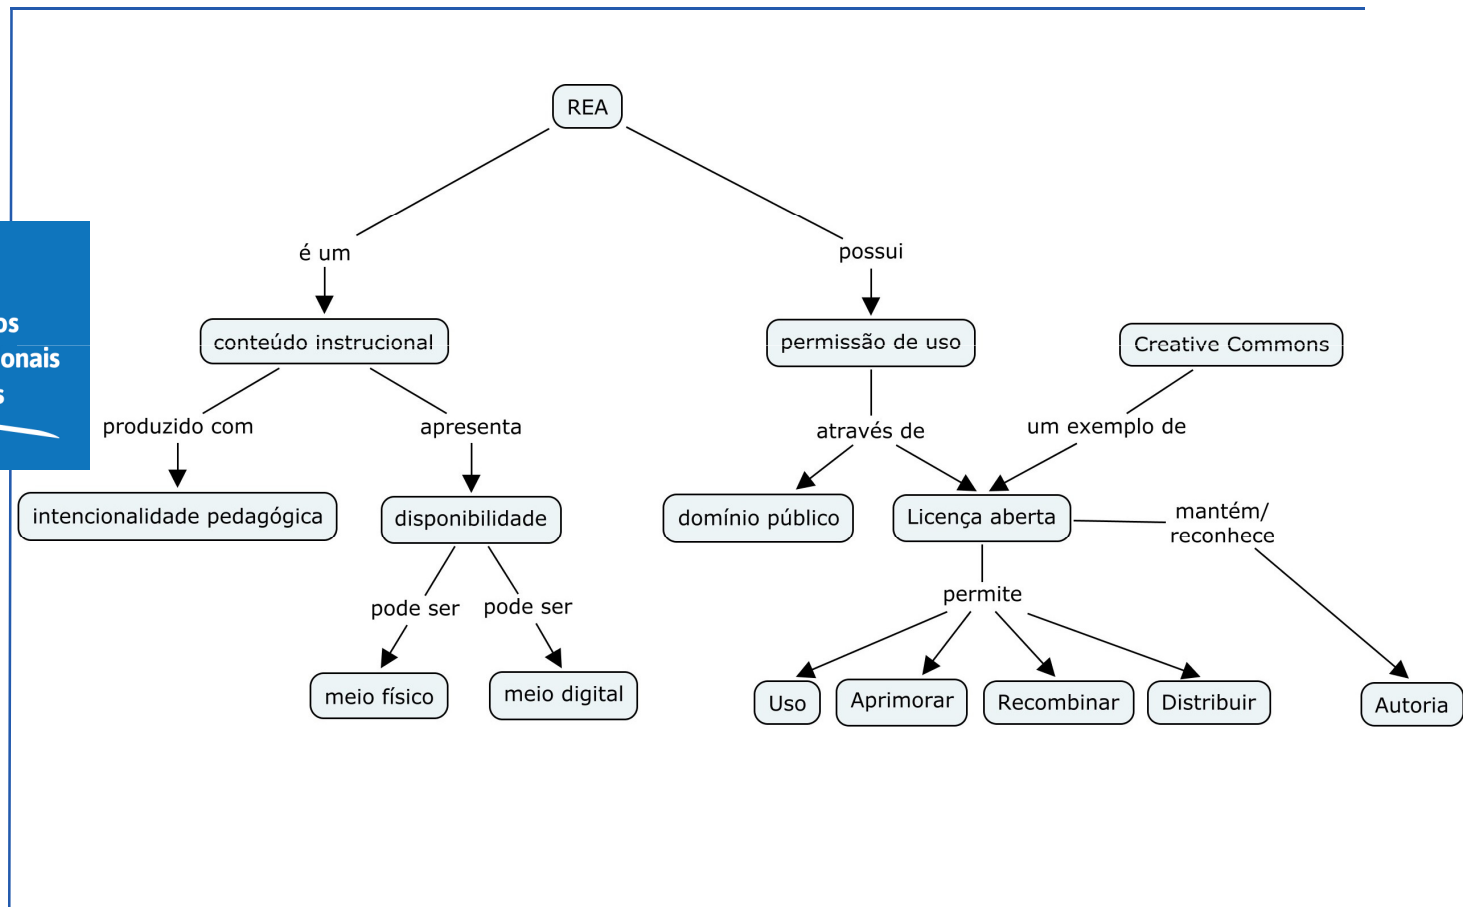 REA
é um
possui
conteúdo instrucional
permissão de uso
Creative Commons
os
onais
s
produzido com
apresenta
através de
um exemplo de
intencionalidade pedagógica
disponibilidade
domínio público
Licença aberta
mantém/
reconhece
pode ser
pode ser
permite
meio físico
meio digital
Uso
Aprimorar
Recombinar
Distribuir
Autoria